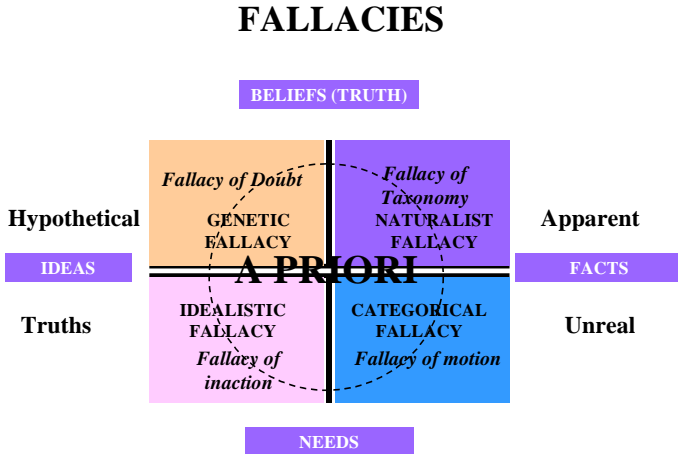 FALLACIES
BELIEFS (TRUTH)
Fallacy of Doubt
Fallacy of
Taxonomy
Hypothetical
GENETIC
FALLACY
NATURALIST
FALLACY
Apparent
IDEAS
A PRIORI
FACTS
Truths
IDEALISTIC
FALLACY
CATEGORICAL
FALLACY
Unreal
Fallacy of
inaction
Fallacy of motion
NEEDS